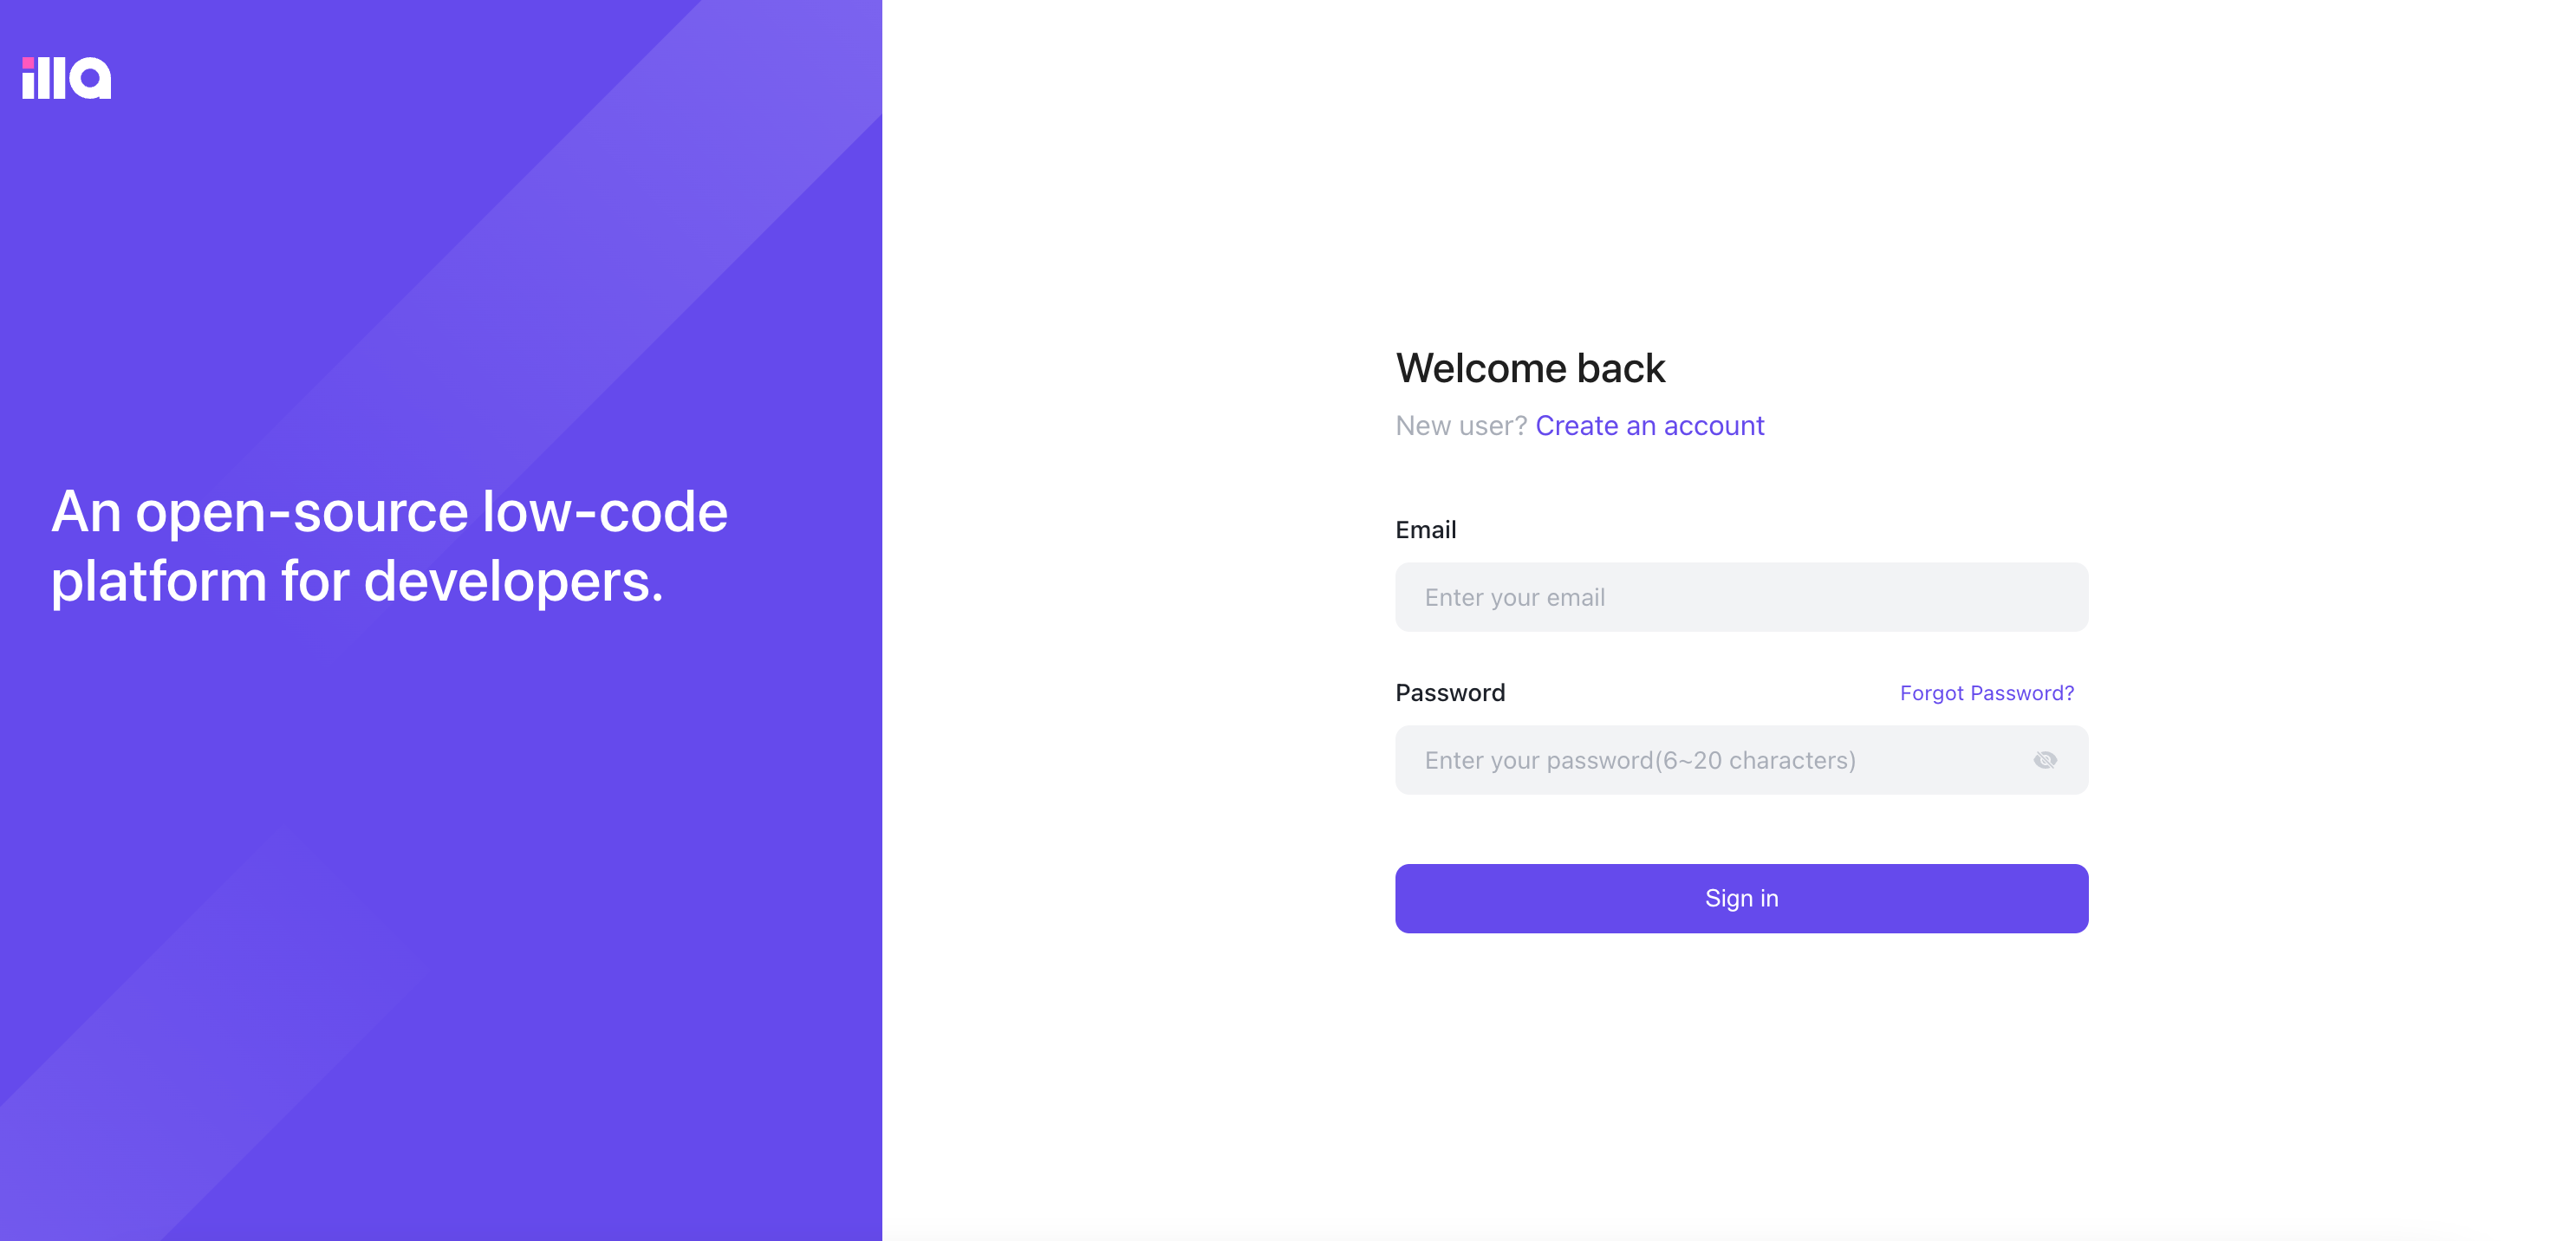 illa
An open-source low-code
platform for developers.
Welcome back
New user? Create an account
Email
Enter your email
Password
Forgot Password?
Enter your password(6~20 characters)
Sign in